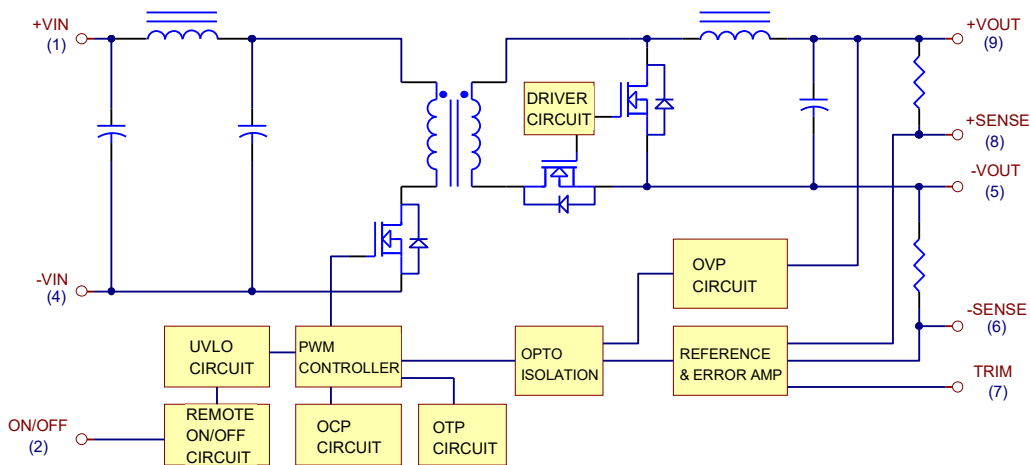 +VIN
(1)
+VOUT
(9)
DRIVER
CIRCUIT
+SENSE
(8)
-VOUT
(5)
-VIN
(4)
OVP
CIRCUIT
-SENSE
(6)
UVLO
CIRCUIT
PWM
CONTROLLER
OPTO
ISOLATION
REFERENCE
& ERROR AMP
TRIM
(7)
ON/OFF
(2)
REMOTE
ON/OFF
CIRCUIT
OCP
CIRCUIT
OTP
CIRCUIT